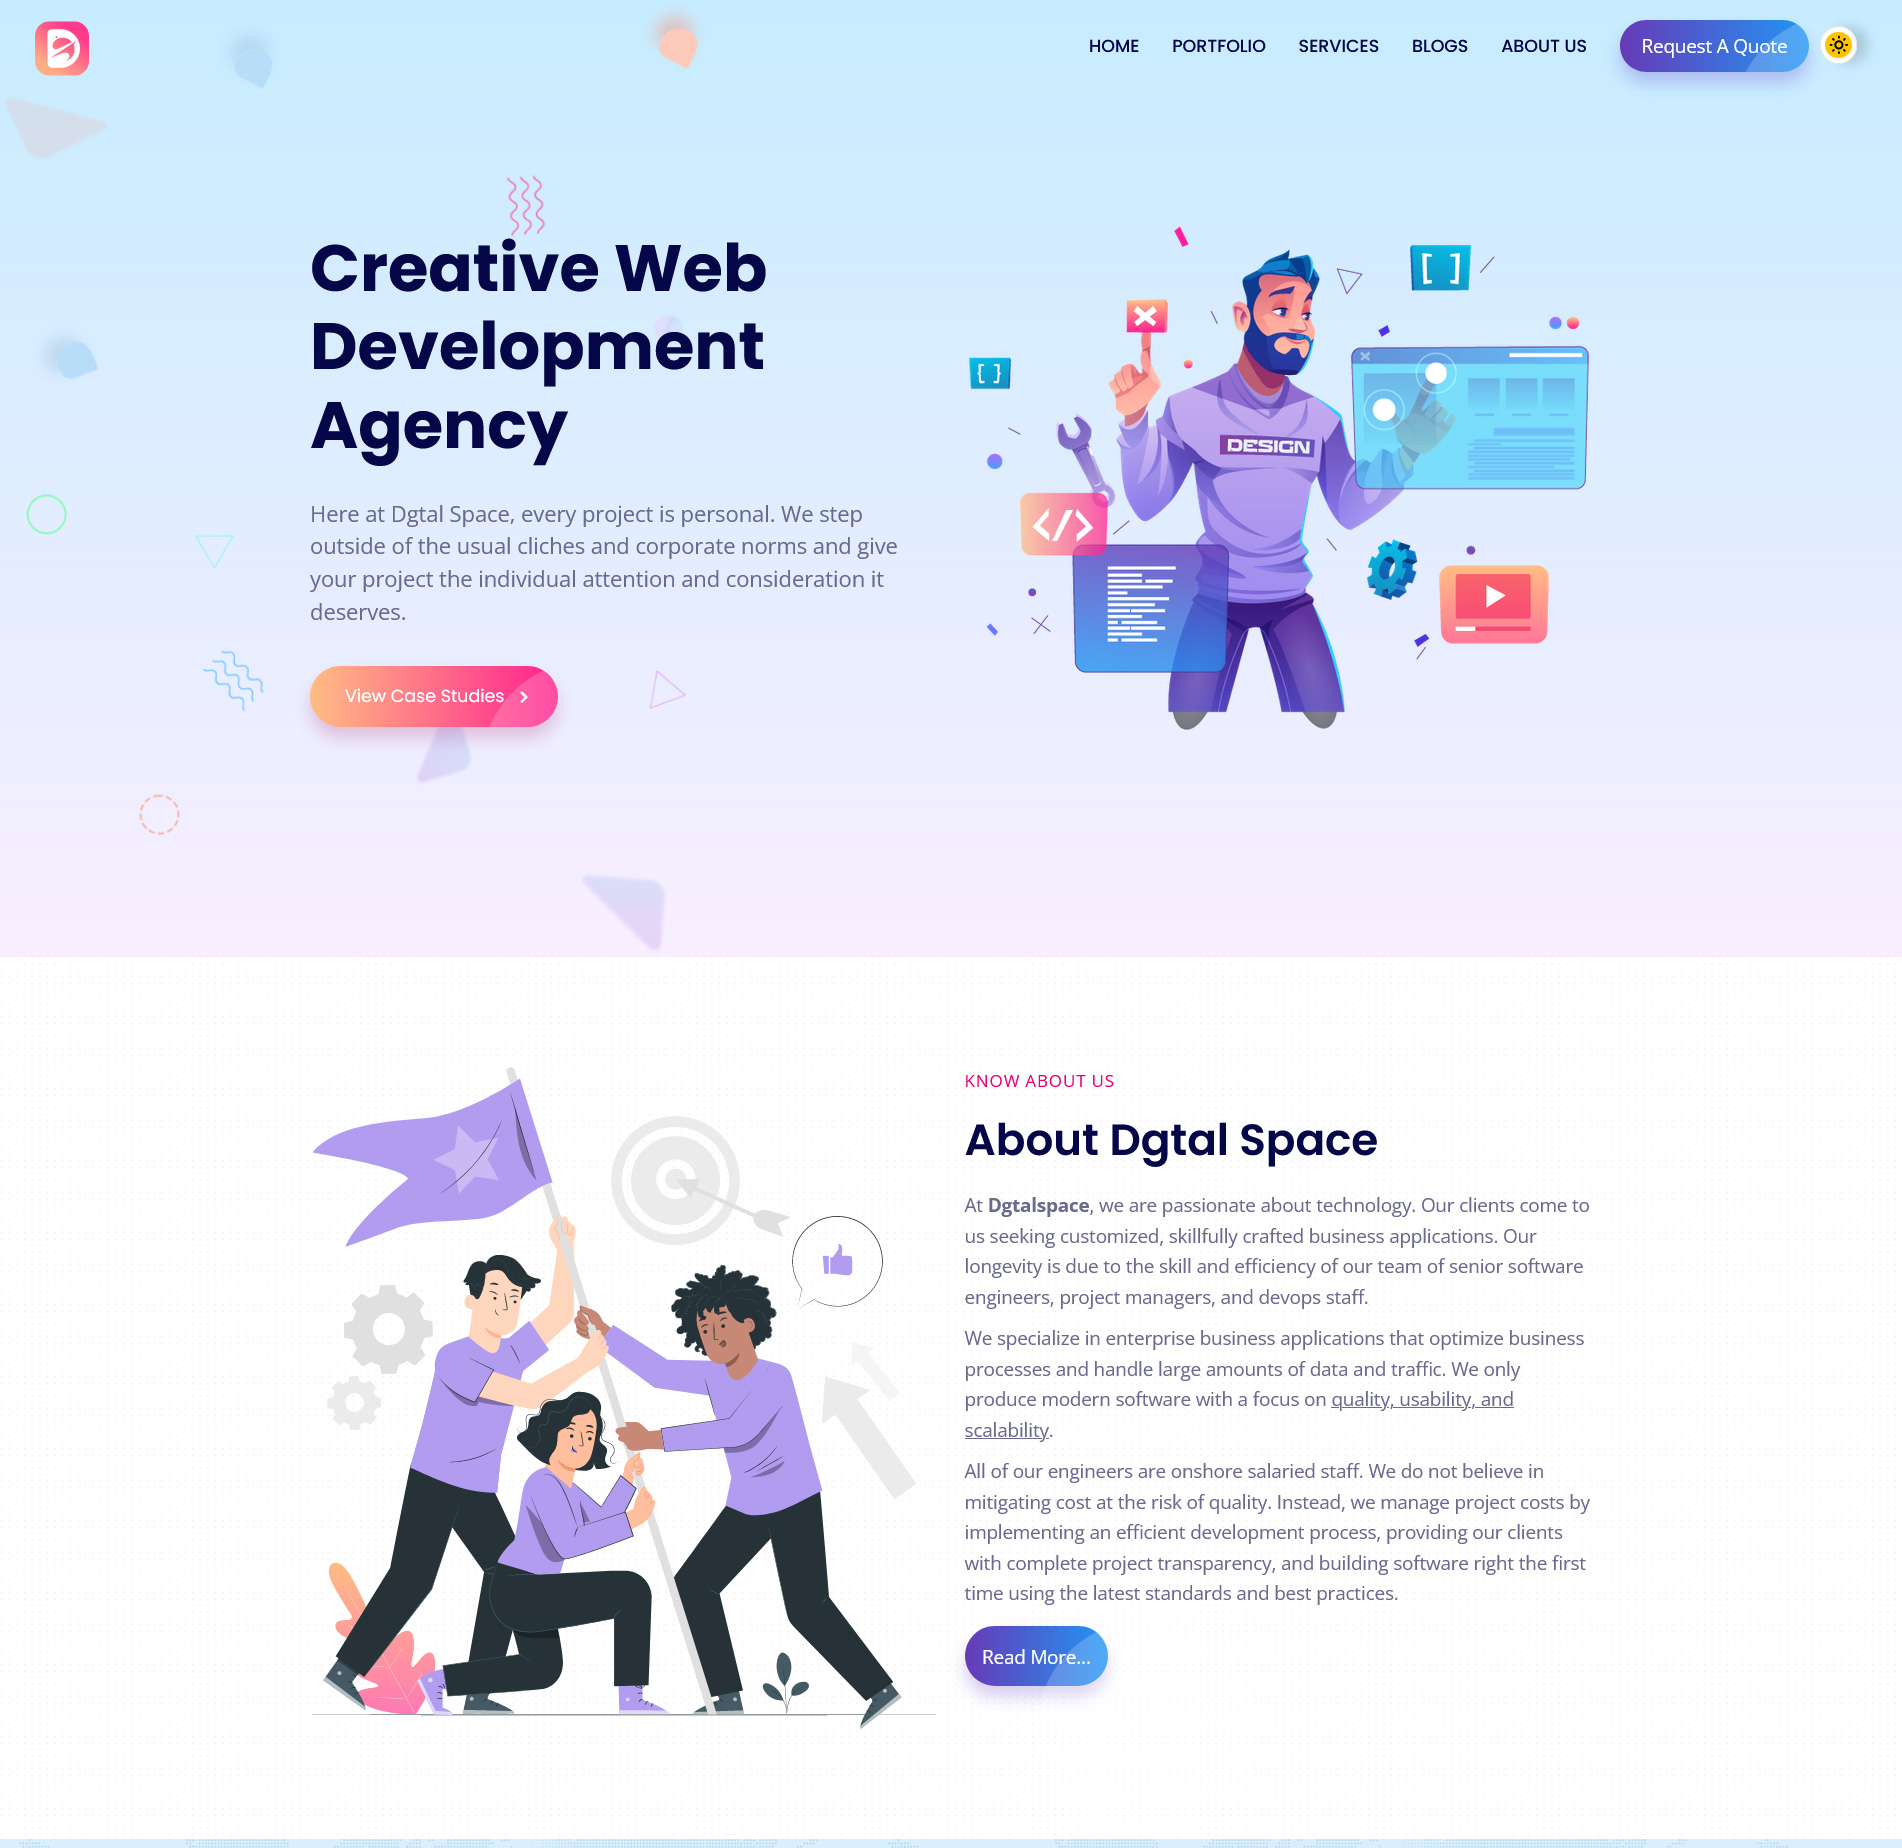 HOME PORTFOLIO SERVICES BLOGS ABOUT US Request A Quote
Creative Web
Development
Agency
Here at Dgtal Space, every project is personal. We step
outside of the usual cliches and corporate norms and give
your project the individual attention and consideration it
deserves.
View Case Studies
[ ]
{ }
DESIGN
</>
KNOW ABOUT US
About Dgtal Space
At Dgtalspace, we are passionate about technology. Our clients come to
us seeking customized, skillfully crafted business applications. Our
longevity is due to the skill and efficiency of our team of senior software
engineers, project managers, and devops staff.
We specialize in enterprise business applications that optimize business
processes and handle large amounts of data and traffic. We only
produce modern software with a focus on quality, usability, and
scalability.
All of our engineers are onshore salaried staff. We do not believe in
mitigating cost at the risk of quality. Instead, we manage project costs by
implementing an efficient development process, providing our clients
with complete project transparency, and building software right the first
time using the latest standards and best practices.
Read More...